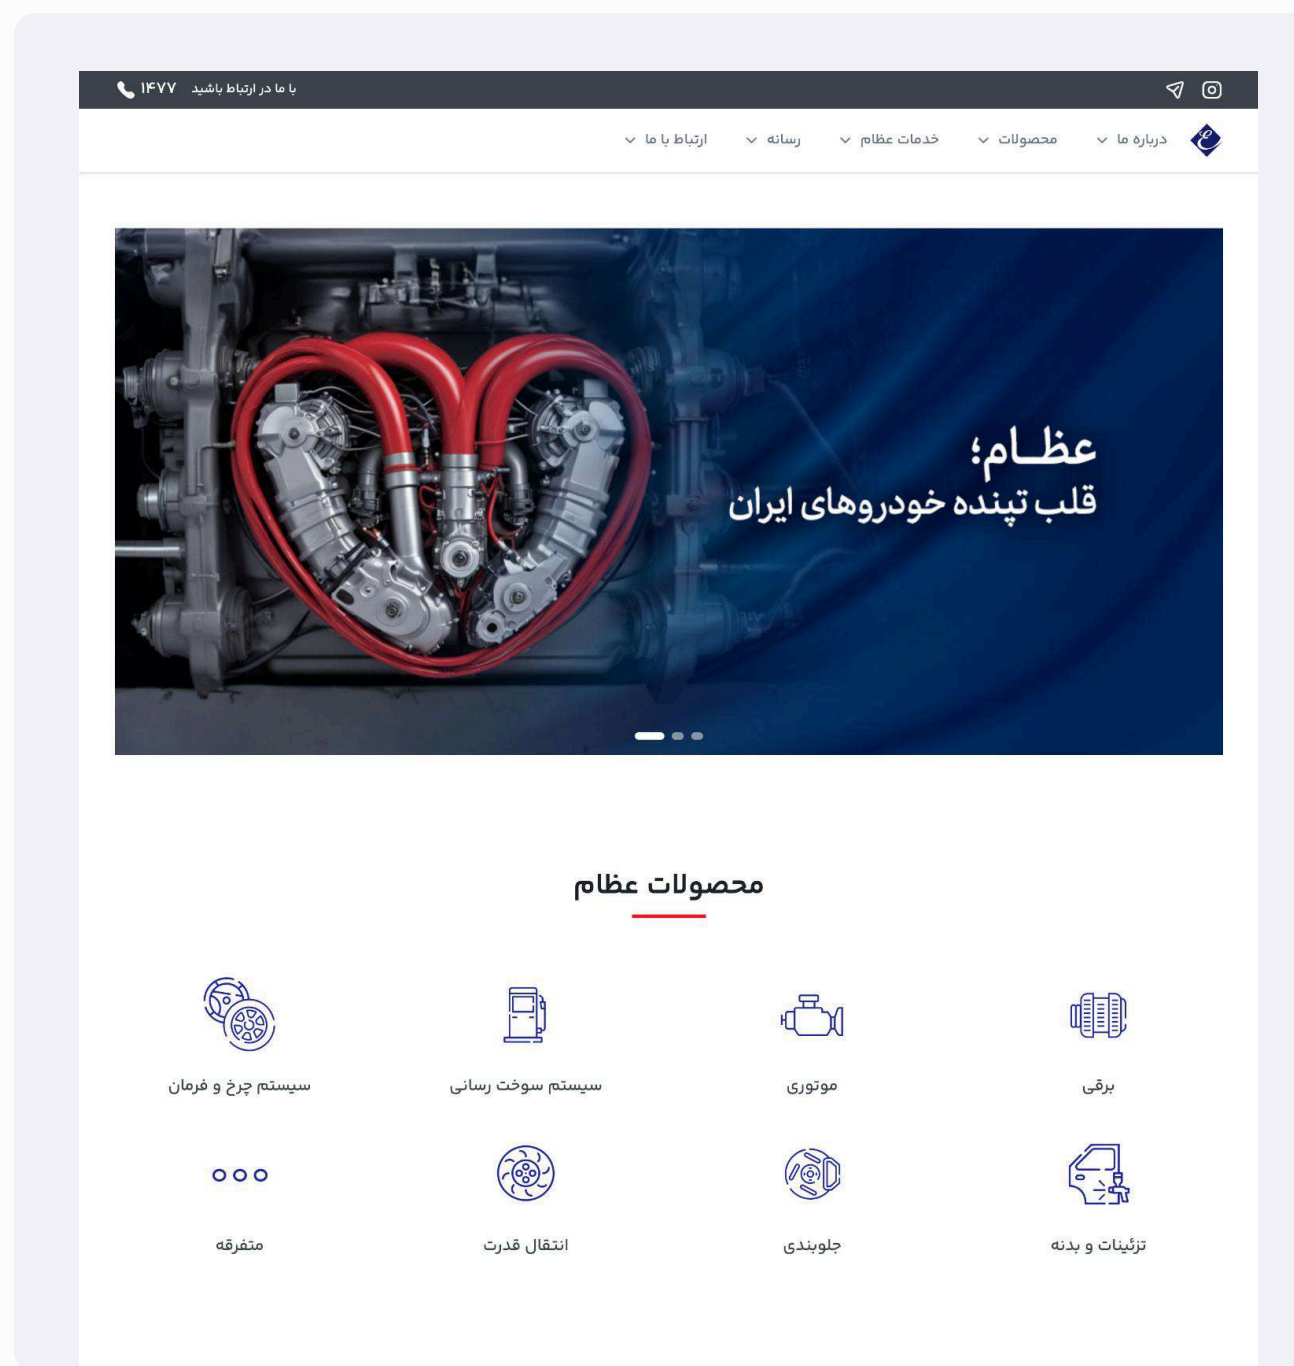 با ما در ارتباط باشید ۱۴۷۷
درباره ما محصولات خدمات عظام رسانه ارتباط با ما
عظـام؛
قلب تپنده خودروهای ایران
محصولات عظام
برقی موتوری سیستم سوخت رسانی سیستم چرخ و فرمان
تزئینات و بدنه جلوبندی انتقال قدرت متفرقه